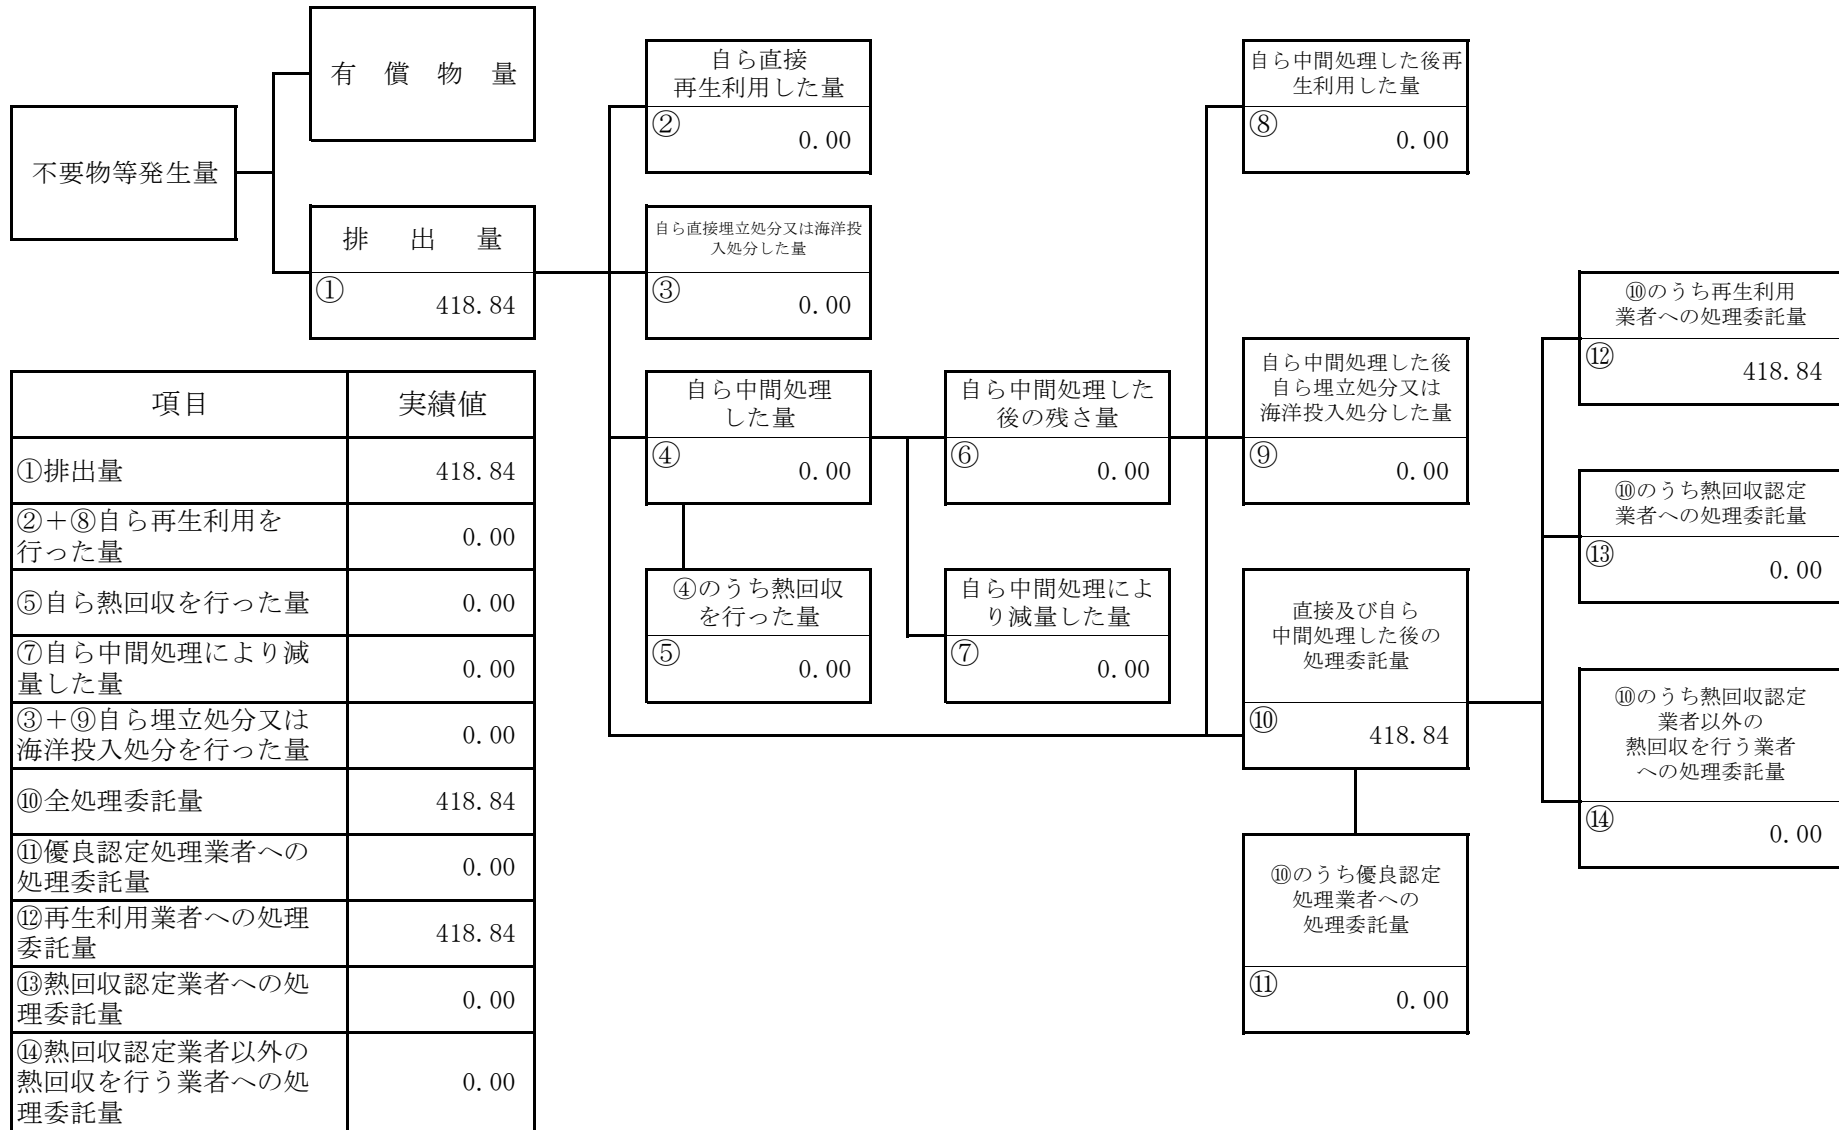 有 償 物 量
不要物等発生量
排 出 量
① 418.84
自ら直接
再生利用した量
② 0.00
自ら直接埋立処分又は海洋投
入処分した量
③ 0.00
自ら中間処理
した量
④ 0.00
④のうち熱回収
を行った量
⑤ 0.00
自ら中間処理した
後の残さ量
⑥ 0.00
自ら中間処理によ
り減量した量
⑦ 0.00
自ら中間処理した後再
生利用した量
⑧ 0.00
自ら中間処理した後
自ら埋立処分又は
海洋投入処分した量
⑨ 0.00
直接及び自ら
中間処理した後の
処理委託量
⑩ 418.84
⑩のうち優良認定
処理業者への
処理委託量
⑪ 0.00
⑩のうち再生利用
業者への処理委託量
⑫ 418.84
⑩のうち熱回収認定
業者への処理委託量
⑬ 0.00
⑩のうち熱回収認定
業者以外の
熱回収を行う業者
への処理委託量
⑭ 0.00
項目 実績値
①排出量 418.84
②＋⑧自ら再生利用を
行った量 0.00
⑤自ら熱回収を行った量 0.00
⑦自ら中間処理により減
量した量 0.00
③＋⑨自ら埋立処分又は
海洋投入処分を行った量 0.00
⑩全処理委託量 418.84
⑪優良認定処理業者への
処理委託量 0.00
⑫再生利用業者への処理
委託量 418.84
⑬熱回収認定業者への処
理委託量 0.00
⑭熱回収認定業者以外の
熱回収を行う業者への処 0.00
理委託量